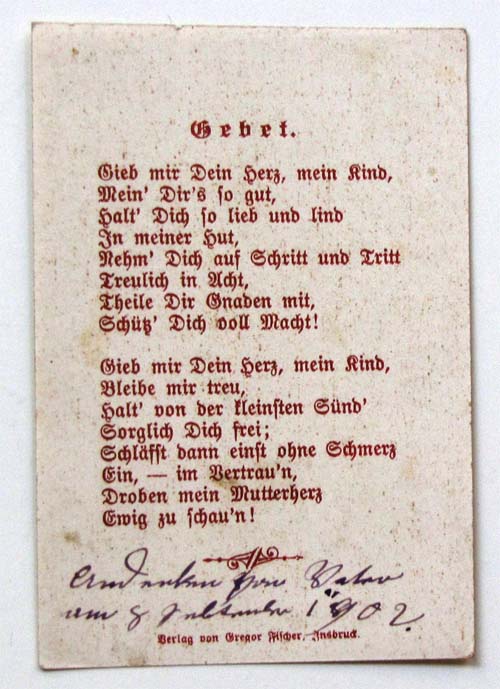 Gebet.
Gieb mir Dein Herz, mein Kind,
Mein' Dir's so gut,
Halt' Dich so lieb und lind
In meiner Hut,
Nehm' Dich auf Schritt und Tritt
Treulich in Acht,
Theile Dir Gnaden mit,
Schütz' Dich voll Macht!
Gieb mir Dein Herz, mein Kind,
Bleibe mir treu,
Halt' von der kleinsten Sünd'
Sorglich Dich frei;
Schläfst dann einst ohne Schmerz
Ein, — im Vertrau'n,
Droben mein Mutterherz
Ewig zu schau'n!
Andenken von Vater
am 8 September 1902.
Verlag von Gregor Fischer, Insbruck.